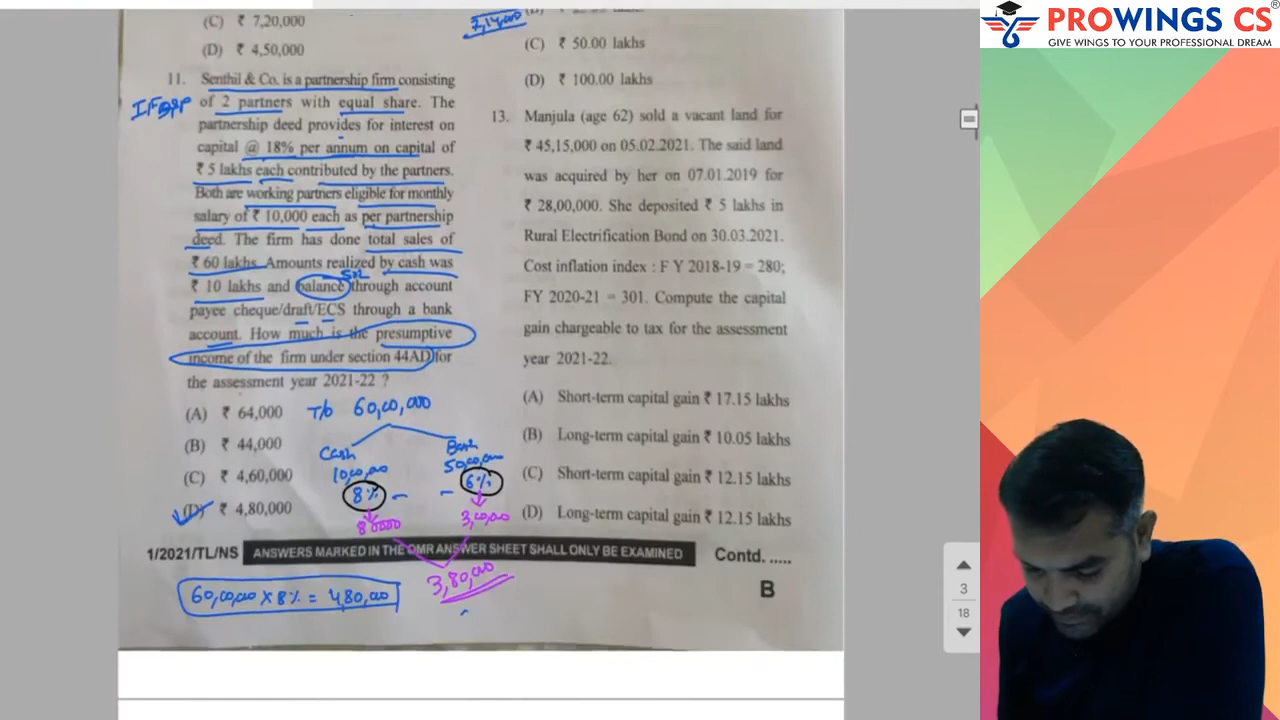 (C) ₹ 7,20,000
(D) ₹ 4,50,000
11. Senthil & Co. is a partnership firm consisting
of 2 partners with equal share. The
partnership deed provides for interest on
capital @ 18% per annum on capital of
₹ 5 lakhs each contributed by the partners.
Both are working partners eligible for monthly
salary of ₹ 10,000 each as per partnership
deed. The firm has done total sales of
₹ 60 lakhs. Amounts realized by cash was
₹ 10 lakhs and balance through account
payee cheque/draft/ECS through a bank
account. How much is the presumptive
income of the firm under section 44AD for
the assessment year 2021-22 ?
(A) ₹ 64,000
(B) ₹ 44,000
(C) ₹ 4,60,000
(D) ₹ 4,80,000
T/o 60,00,000
Cash
10,00,000
8%
80000
Bank
50,00,000
6%
3,00,000
3,80,000
60,00,000 x 8% = 4,80,000
(C) ₹ 50.00 lakhs
(D) ₹ 100.00 lakhs
13. Manjula (age 62) sold a vacant land for
₹ 45,15,000 on 05.02.2021. The said land
was acquired by her on 07.01.2019 for
₹ 28,00,000. She deposited ₹ 5 lakhs in
Rural Electrification Bond on 30.03.2021.
Cost inflation index : F Y 2018-19 = 280;
FY 2020-21 = 301. Compute the capital
gain chargeable to tax for the assessment
year 2021-22.
(A) Short-term capital gain ₹ 17.15 lakhs
(B) Long-term capital gain ₹ 10.05 lakhs
(C) Short-term capital gain ₹ 12.15 lakhs
(D) Long-term capital gain ₹ 12.15 lakhs
1/2021/TL/NS ANSWERS MARKED IN THE OMR ANSWER SHEET SHALL ONLY BE EXAMINED Contd. .....
B
3
18
PROWINGS CS®
GIVE WINGS TO YOUR PROFESSIONAL DREAM